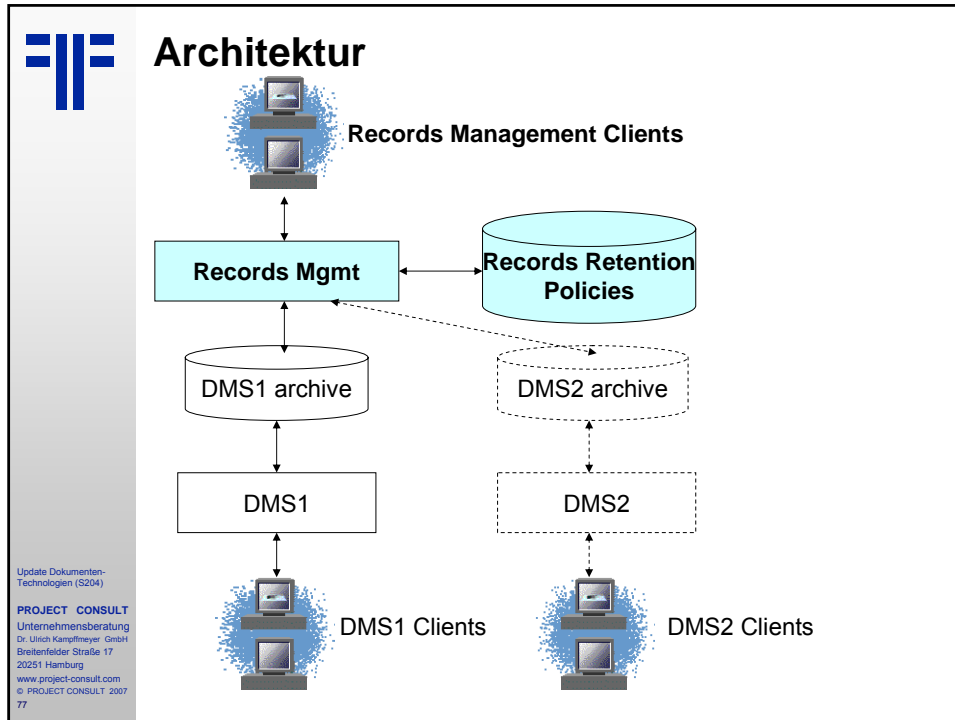 Architektur
Records Management Clients
Records Mgmt
Records Retention
Policies
DMS1 archive
DMS2 archive
DMS1
DMS2
DMS1 Clients
DMS2 Clients
Update Dokumenten-
Technologien (S204)
PROJECT CONSULT
Unternehmensberatung
Dr. Ulrich Kampffmeyer GmbH
Breitenfelder Straße 17
20251 Hamburg
www.project-consult.com
© PROJECT CONSULT 2007
77